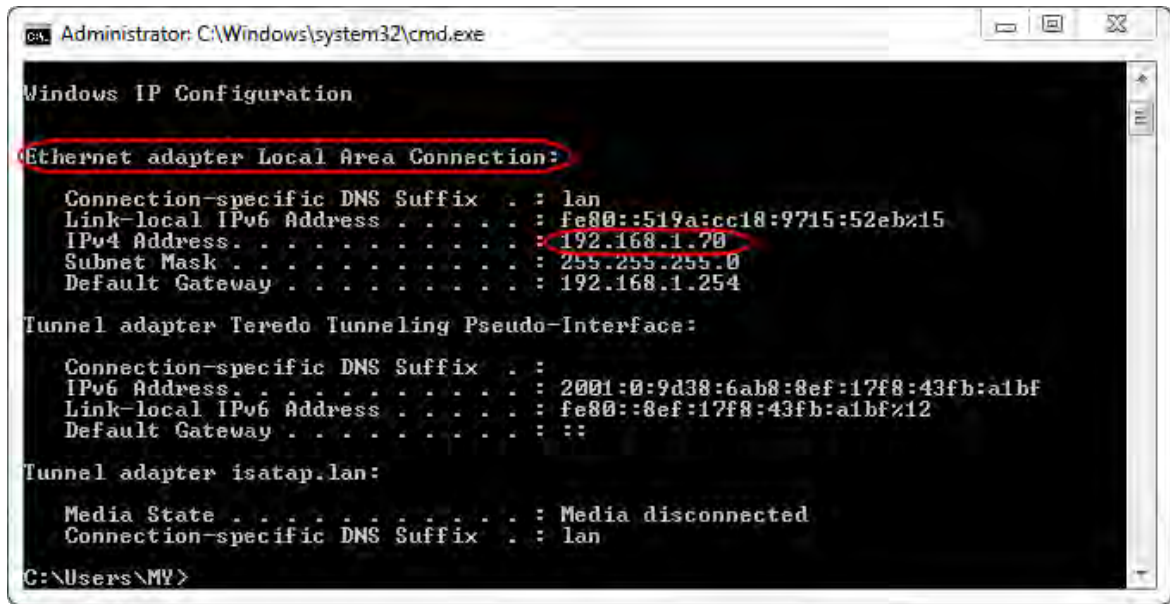 Administrator: C:\Windows\system32\cmd.exe
Windows IP Configuration
Ethernet adapter Local Area Connection:
Connection-specific DNS Suffix . : lan
Link-local IPv6 Address . . . . . : fe80::519a:cc18:9715:52eb%15
IPv4 Address. . . . . . . . . . . : 192.168.1.70
Subnet Mask . . . . . . . . . . . : 255.255.255.0
Default Gateway . . . . . . . . . : 192.168.1.254
Tunnel adapter Teredo Tunneling Pseudo-Interface:
Connection-specific DNS Suffix . :
IPv6 Address. . . . . . . . . . . : 2001:0:9d38:6ab8:8ef:17f8:43fb:a1bf
Link-local IPv6 Address . . . . . : fe80::8ef:17f8:43fb:a1bf%12
Default Gateway . . . . . . . . . : ::
Tunnel adapter isatap.lan:
Media State . . . . . . . . . . . : Media disconnected
Connection-specific DNS Suffix . : lan
C:\Users\MY>